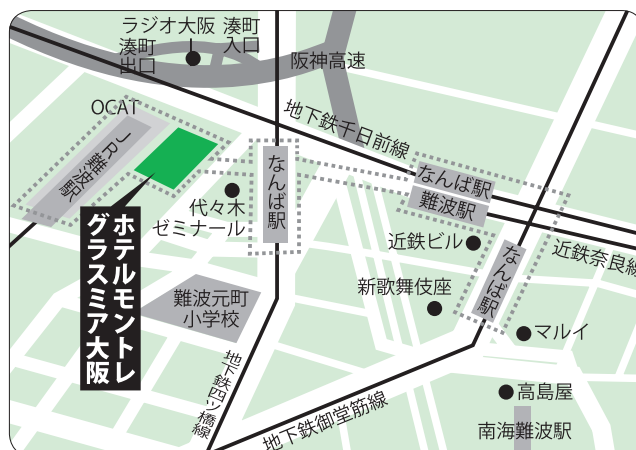 ラジオ大阪
湊町
入口
湊町
出口
阪神高速
OCAT
JR難波駅
地下鉄千日前線
なんば駅
なんば駅
難波駅
代々木
ゼミナール
近鉄ビル
近鉄奈良線
なんば駅
ホテルモントレ
グラスミア大阪
新歌舞伎座
難波元町
小学校
マルイ
地下鉄四ツ橋線
地下鉄御堂筋線
高島屋
南海難波駅